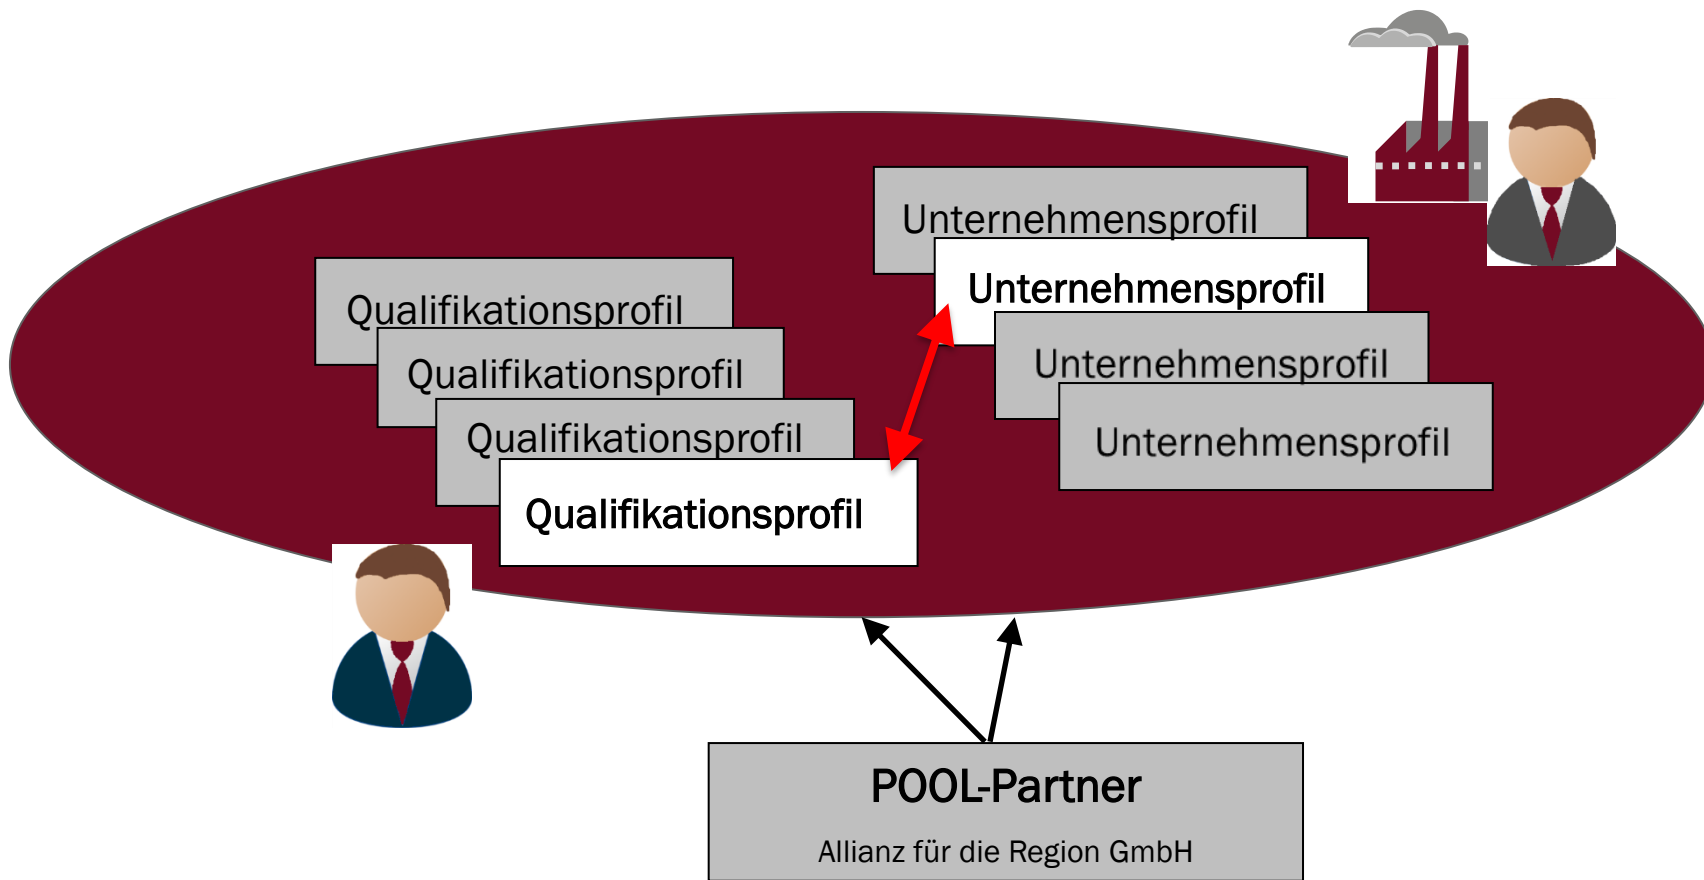 Unternehmensprofil
Unternehmensprofil
Unternehmensprofil
Unternehmensprofil
Qualifikationsprofil
Qualifikationsprofil
Qualifikationsprofil
Qualifikationsprofil
POOL-Partner
Allianz für die Region GmbH